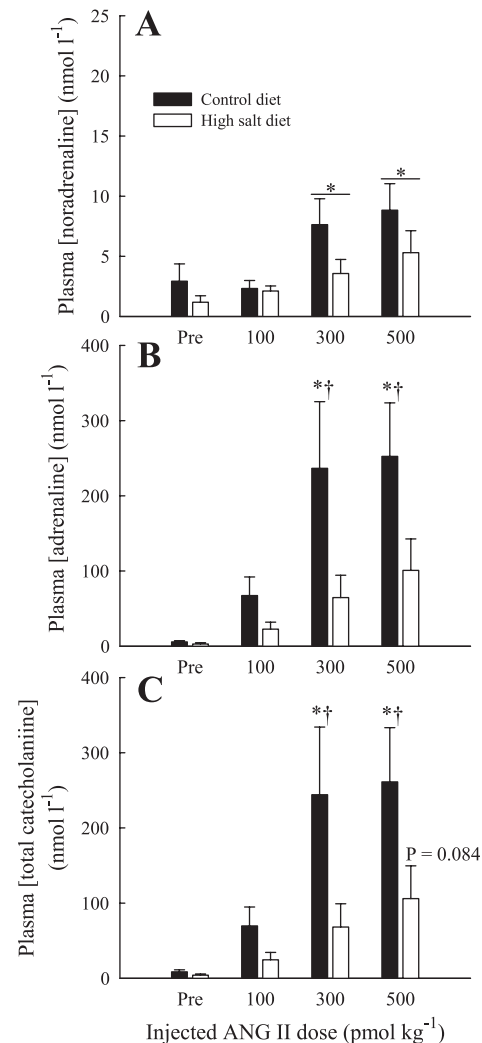 A
25
20
15
10
5
0
Plasma [noradrenaline] (nmol l-1)
Control diet
High salt diet
*
*
Pre 100 300 500
B
400
300
200
100
0
Plasma [adrenaline] (nmol l-1)
*†
*†
Pre 100 300 500
C
400
300
200
100
0
Plasma [total catecholaniine]
(nmol l-1)
*†
*†
P = 0.084
Pre 100 300 500
Injected ANG II dose (pmol kg-1)